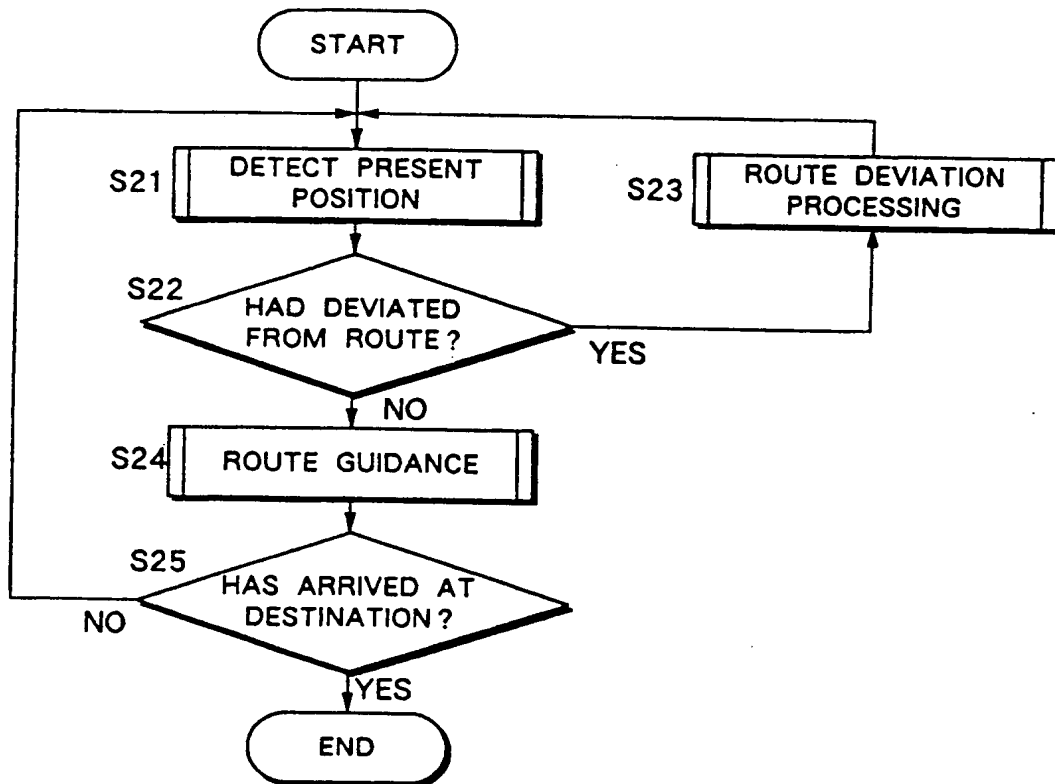 START
S21
DETECT PRESENT
POSITION
S23
ROUTE DEVIATION
PROCESSING
S22
HAD DEVIATED
FROM ROUTE?
YES
NO
S24
ROUTE GUIDANCE
S25
HAS ARRIVED AT
DESTINATION?
NO
YES
END